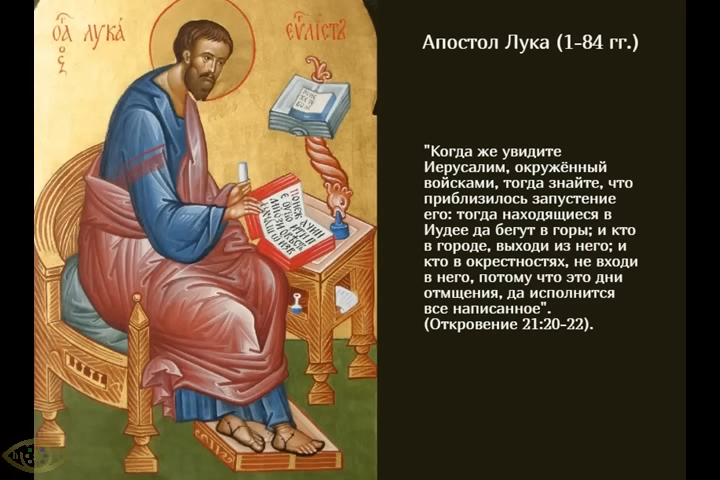 Апостол Лука (1-84 гг.)
"Когда же увидите
Иерусалим, окружённый
войсками, тогда знайте, что
приблизилось запустение
его: тогда находящиеся в
Иудее да бегут в горы; и кто
в городе, выходи из него; и
кто в окрестностях, не входи
в него, потому что это дни
отмщения, да исполнится
все написанное".
(Откровение 21:20-22).
лука́